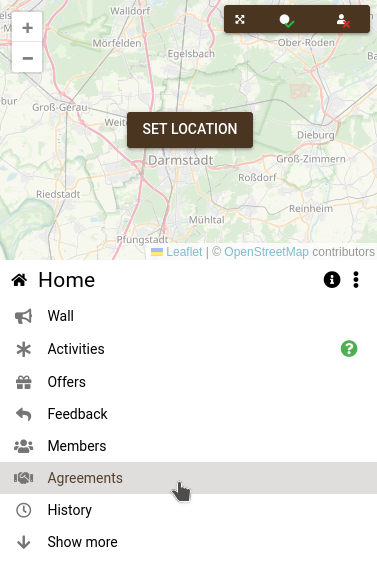 Walldorf
+
Mörfelden
Ober-Roden
Egelsbach
−
Groß-Gerau
SET LOCATION
Dieburg
Darmstadt
Groß-Zimmern
Roßdorf
Riedstadt
Reinheim
Mühltal
Pfungstadt
Leaflet | © OpenStreetMap contributors
Home
Wall
Activities
Offers
Feedback
Members
Agreements
History
Show more